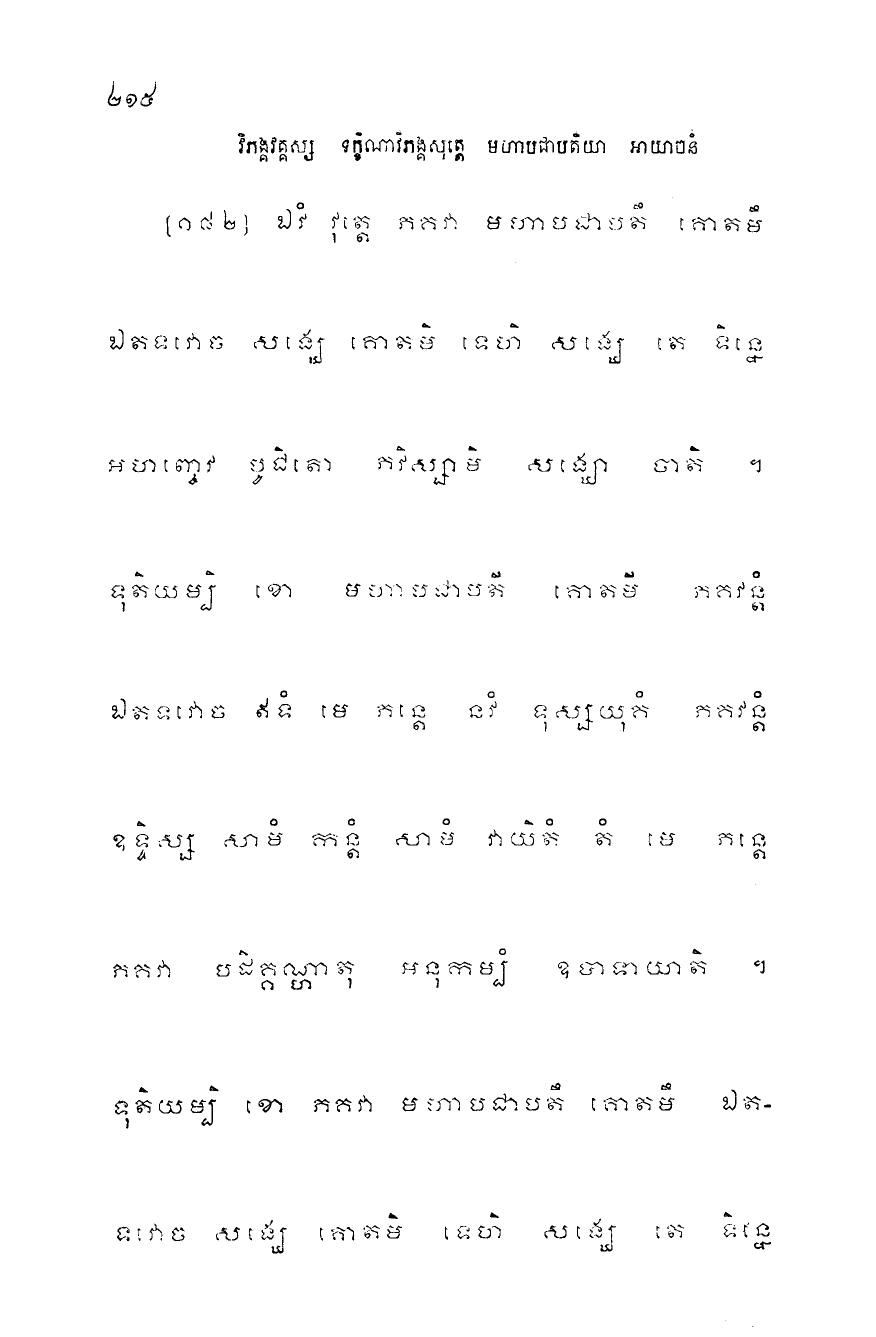 ២១៥
វិភង្គវគ្គស្ស ទក្ខិណាវិភង្គសុត្តេ មហាបជាបតិយា អាយាចនំ
[១៨២] ឯវំ វុត្តេ ភគវា មហាបជាបតឹ គោតមឹ
ឯតទវោច សង្ឃេ គោតមិ ទេហិ សង្ឃេ តេ ទិន្នេ
អហញ្ចេវ បូជិតោ ភវិស្សាមិ សង្ឃោ ចាតិ ។
ទុតិយម្បិ ខោ មហាបជាបតី គោតមី ភគវន្តំ
ឯតទវោច ឥទំ មេ ភន្តេ នវំ ទុស្សយុគំ ភគវន្តំ
ឧទ្ទិស្ស សាមំ កន្តំ សាមំ វាយិតំ តំ មេ ភន្តេ
ភគវា បដិគ្គណ្ហាតុ អនុកម្បំ ឧបាទាយាតិ ។
ទុតិយម្បិ ខោ ភគវា មហាបជាបតឹ គោតមឹ ឯត-
ទវោច សង្ឃេ គោតមិ ទេហិ សង្ឃេ តេ ទិន្នេ